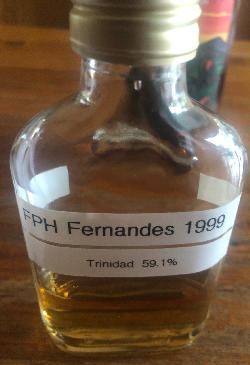 FPH Fernandes 1999
Trinidad 59.1%